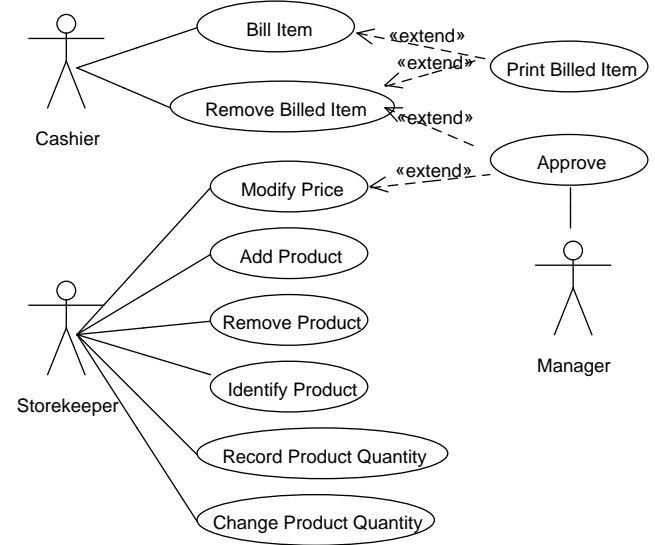 Bill Item
«extend»
«extend»
Print Billed Item
Cashier
Remove Billed Item
«extend»
Approve
«extend»
Modify Price
Add Product
Remove Product
Manager
Identify Product
Storekeeper
Record Product Quantity
Change Product Quantity